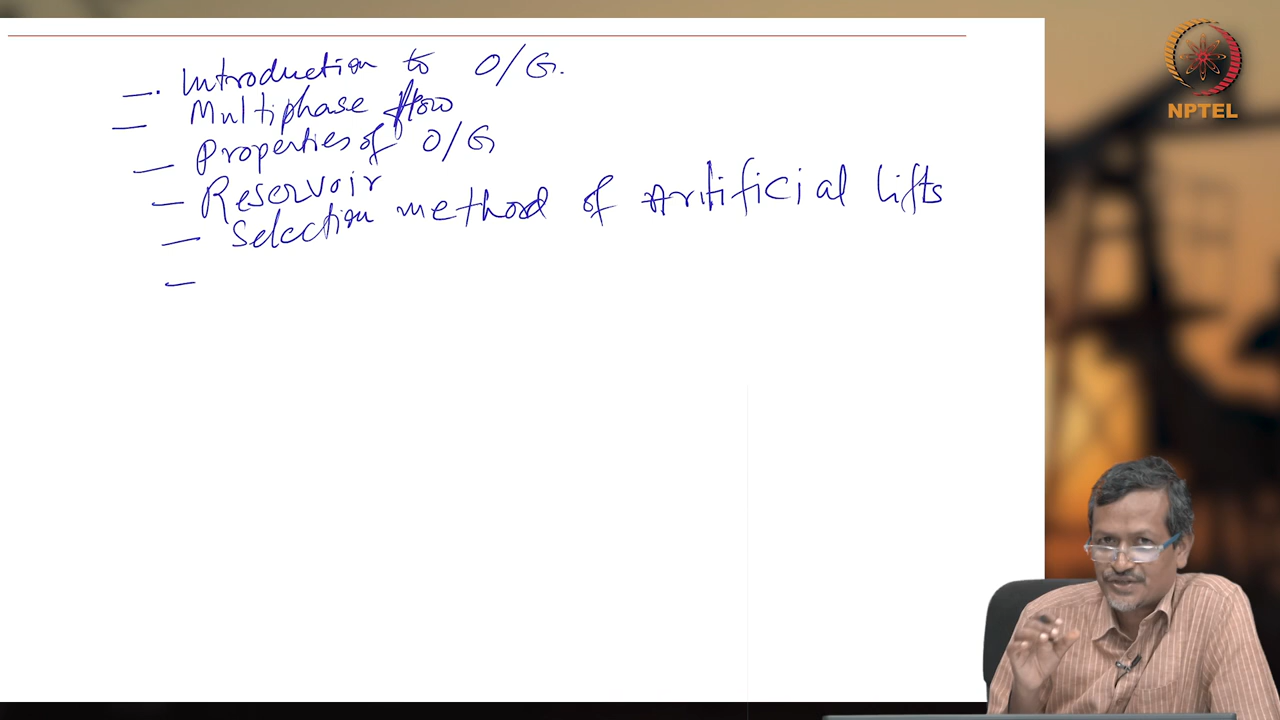 —. Introduction to O/G.
— Multiphase flow
— Properties of O/G
— Reservoir
— Selection method of Artificial lifts
—
NPTEL